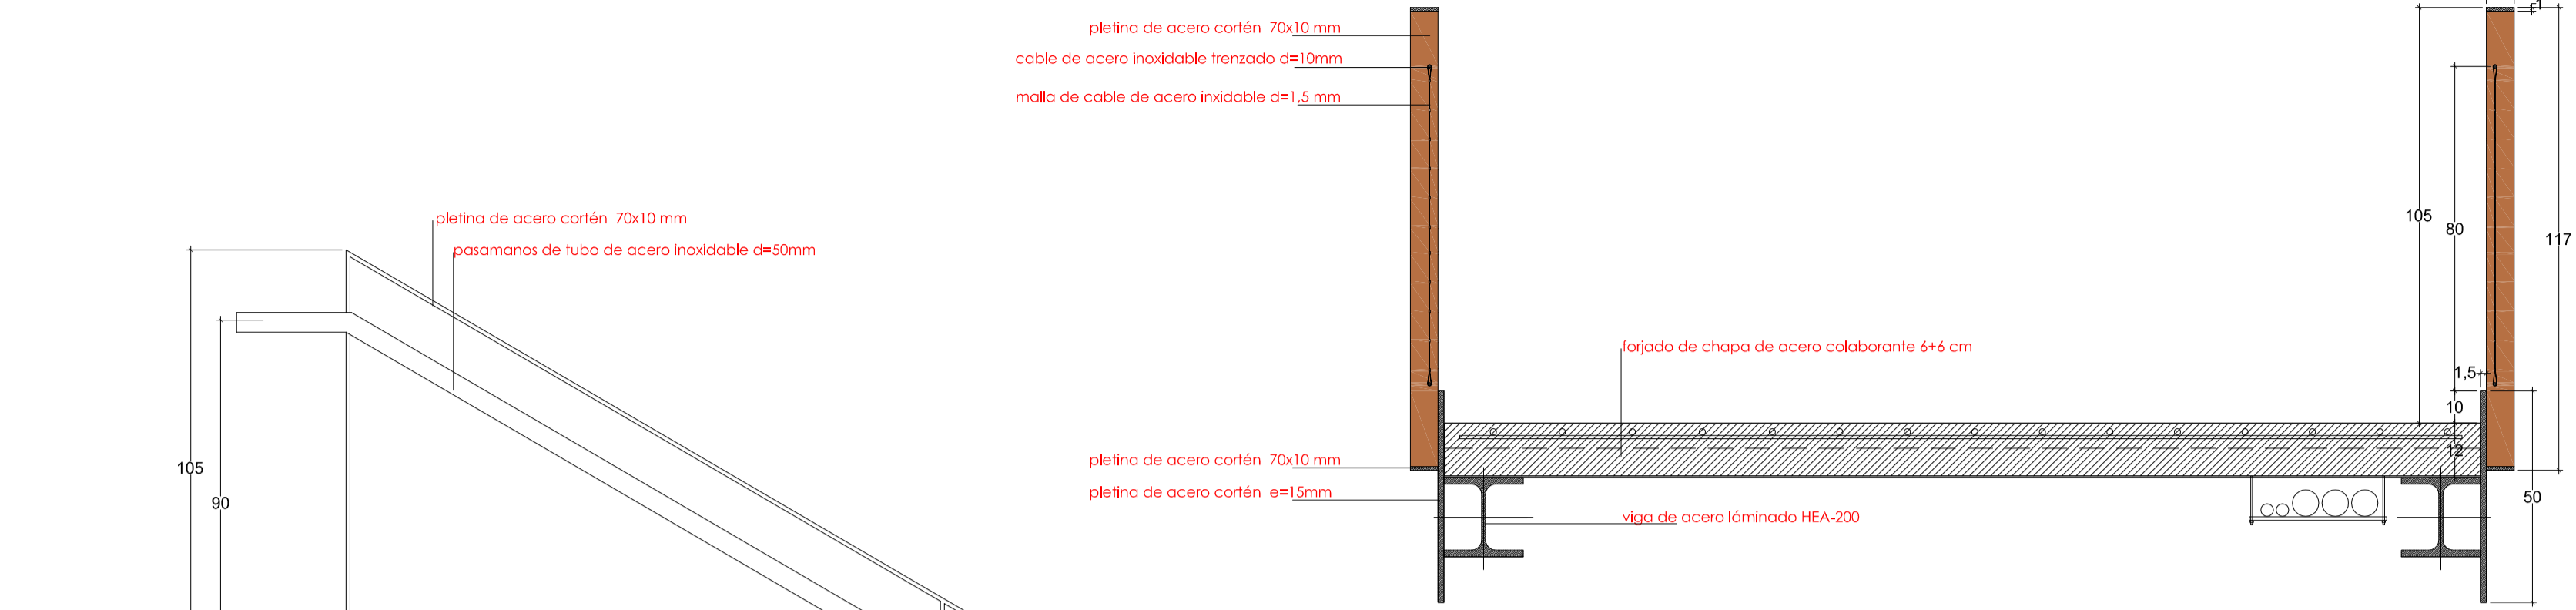 pletina de acero cortén 70x10 mm
cable de acero inoxidable trenzado d=10mm
malla de cable de acero inxidable d=1,5 mm
1
pletina de acero cortén 70x10 mm
pasamanos de tubo de acero inoxidable d=50mm
105
80
117
forjado de chapa de acero colaborante 6+6 cm
1,5
10
12
105
90
pletina de acero cortén 70x10 mm
pletina de acero cortén e=15mm
viga de acero láminado HEA-200
50